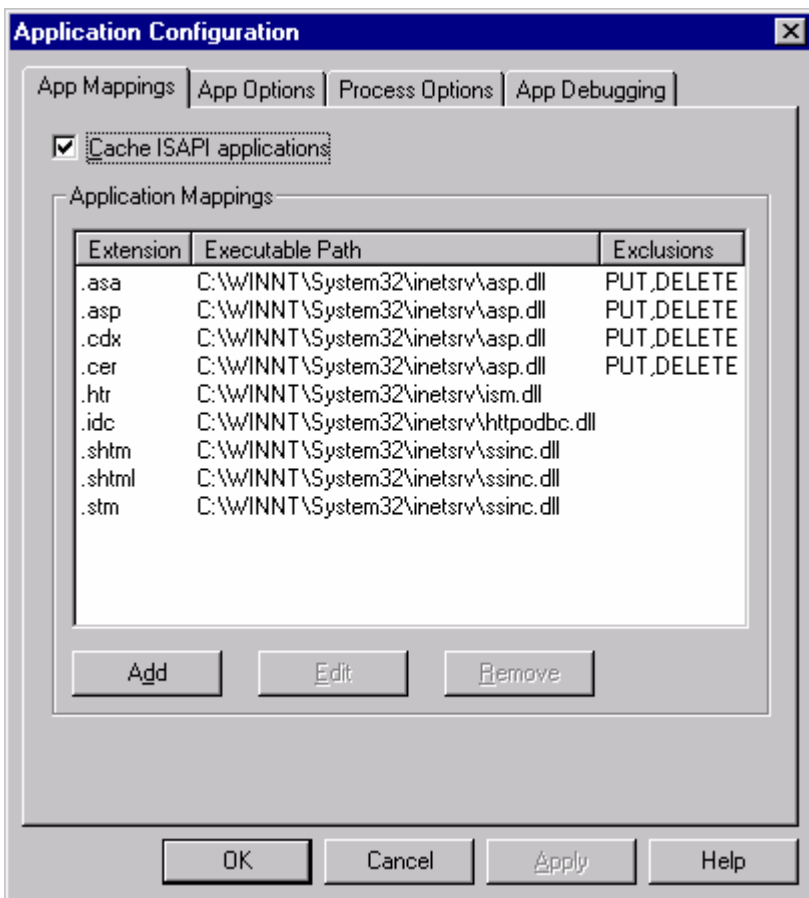 Application Configuration
App Mappings App Options Process Options App Debugging
Cache ISAPI applications
Application Mappings
Extension Executable Path Exclusions
.asa C:\WINNT\System32\inetsrv\asp.dll PUT,DELETE
.asp C:\WINNT\System32\inetsrv\asp.dll PUT,DELETE
.cdx C:\WINNT\System32\inetsrv\asp.dll PUT,DELETE
.cer C:\WINNT\System32\inetsrv\asp.dll PUT,DELETE
.htr C:\WINNT\System32\inetsrv\ism.dll
.idc C:\WINNT\System32\inetsrv\httpodbc.dll
.shtm C:\WINNT\System32\inetsrv\ssinc.dll
.shtml C:\WINNT\System32\inetsrv\ssinc.dll
.stm C:\WINNT\System32\inetsrv\ssinc.dll
Add Edit Remove
OK Cancel Apply Help